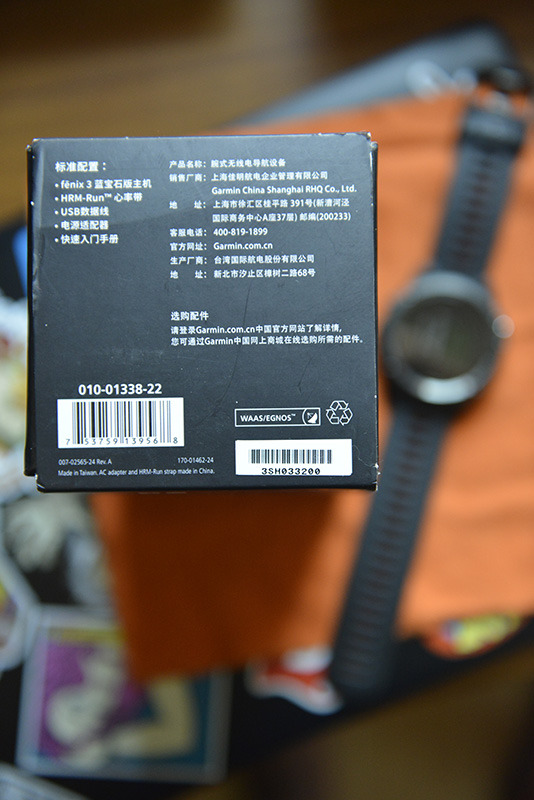 标准配置：
• fēnix 3 蓝宝石版主机
• HRM-Run™ 心率带
• USB数据线
• 电源适配器
• 快速入门手册
产品名称：腕式无线电导航设备
销售厂商：上海佳明航电企业管理有限公司
Garmin China Shanghai RHQ Co., Ltd.
地 址：上海市徐汇区桂平路 391号(新漕河泾
国际商务中心A座37层) 邮编(200233)
客服电话：400-819-1899
官方网址：Garmin.com.cn
生产厂商：台湾国际航电股份有限公司
地 址：新北市汐止区樟树二路68号
选购配件
请登录Garmin.com.cn中国官方网站了解详情，
您可通过Garmin中国网上商城在线选购所需的配件。
010-01338-22
7 53759 13956 8
WAAS/EGNOS™
3SH033200
007-02565-24 Rev. A
170-01462-24
Made in Taiwan. AC adapter and HRM-Run strap made in China.